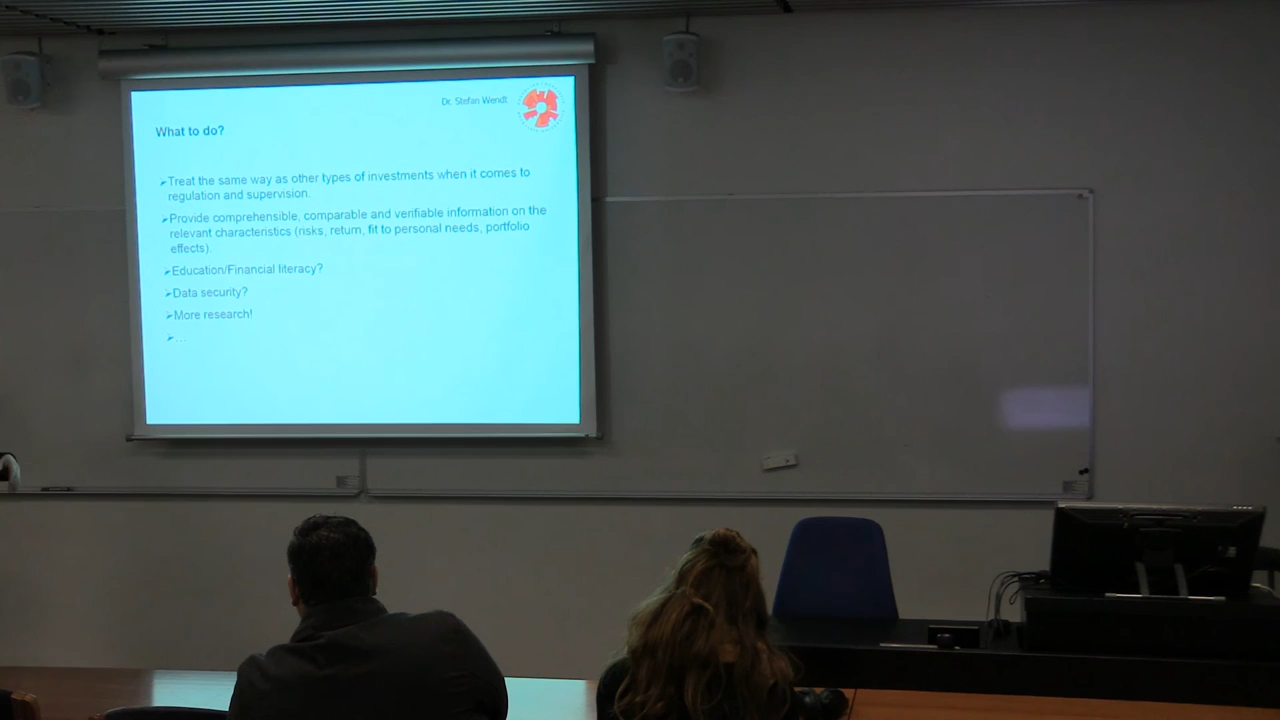 Dr. Stefan Wendt
What to do?
➢Treat the same way as other types of investments when it comes to
regulation and supervision.
➢Provide comprehensible, comparable and verifiable information on the
relevant characteristics (risks, return, fit to personal needs, portfolio
effects).
➢Education/Financial literacy?
➢Data security?
➢More research!
➢...